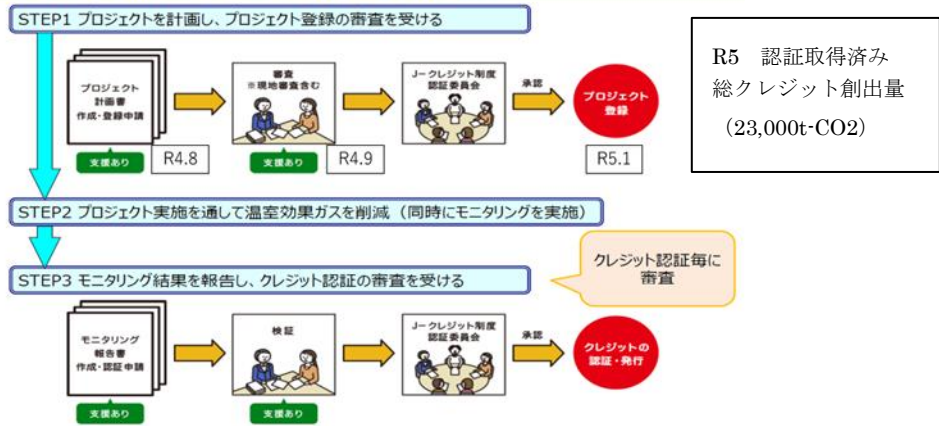 STEP1 プロジェクトを計画し、プロジェクト登録の審査を受ける
プロジェクト
計画書
作成・登録申請
支援あり
R4.8
審査
※現地審査含む
支援あり
R4.9
J-クレジット制度
認証委員会
承認
プロジェクト
登録
R5.1
R5 認証取得済み
総クレジット創出量
(23,000t-CO2)
STEP2 プロジェクト実施を通して温室効果ガスを削減（同時にモニタリングを実施）
クレジット認証毎に
審査
STEP3 モニタリング結果を報告し、クレジット認証の審査を受ける
モニタリング
報告書
作成・認証申請
支援あり
検証
支援あり
J-クレジット制度
認証委員会
承認
クレジットの
認証・発行